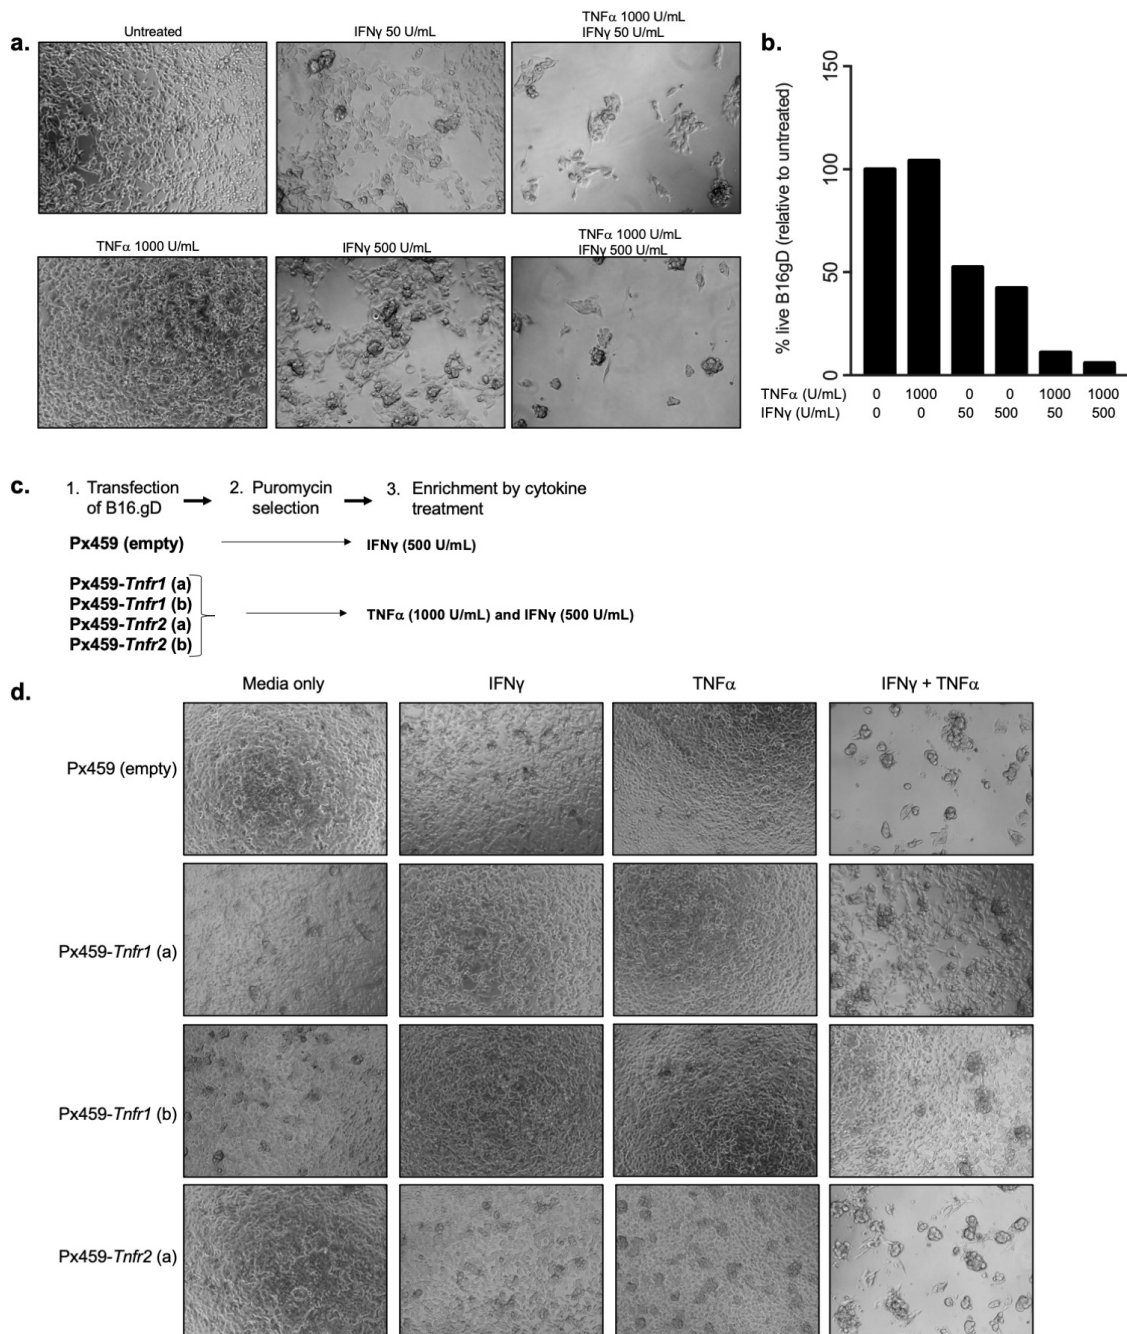 a.
Untreated
IFNγ 50 U/mL
TNFα 1000 U/mL
IFNγ 50 U/mL
TNFα 1000 U/mL
IFNγ 500 U/mL
TNFα 1000 U/mL
IFNγ 500 U/mL
b.
% live B16gD (relative to untreated)
150
100
50
0
TNFα (U/mL) 0 1000 0 0 1000 1000
IFNγ (U/mL) 0 0 50 500 50 500
c.
1. Transfection of B16.gD
2. Puromycin selection
3. Enrichment by cytokine treatment
Px459 (empty)
IFNγ (500 U/mL)
Px459-Tnfr1 (a)
Px459-Tnfr1 (b)
Px459-Tnfr2 (a)
Px459-Tnfr2 (b)
TNFα (1000 U/mL) and IFNγ (500 U/mL)
d.
Media only
IFNγ
TNFα
IFNγ + TNFα
Px459 (empty)
Px459-Tnfr1 (a)
Px459-Tnfr1 (b)
Px459-Tnfr2 (a)